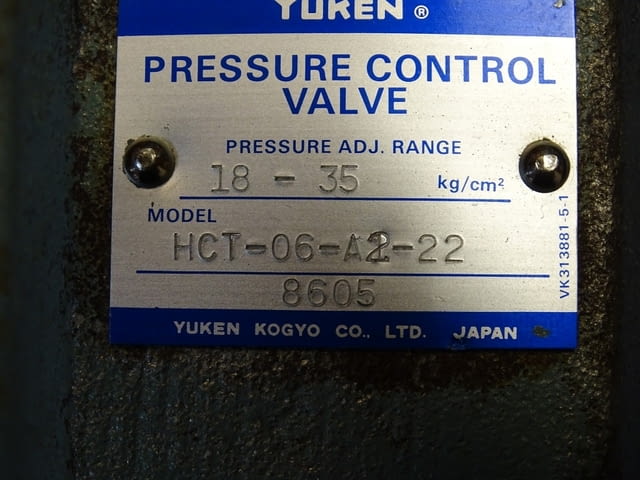 YUKEN ®
PRESSURE CONTROL
VALVE
PRESSURE ADJ. RANGE
18 - 35 kg/cm²
MODEL
HCT-06-A2-22
8605
YUKEN KOGYO CO., LTD. JAPAN
VK313881-5-1